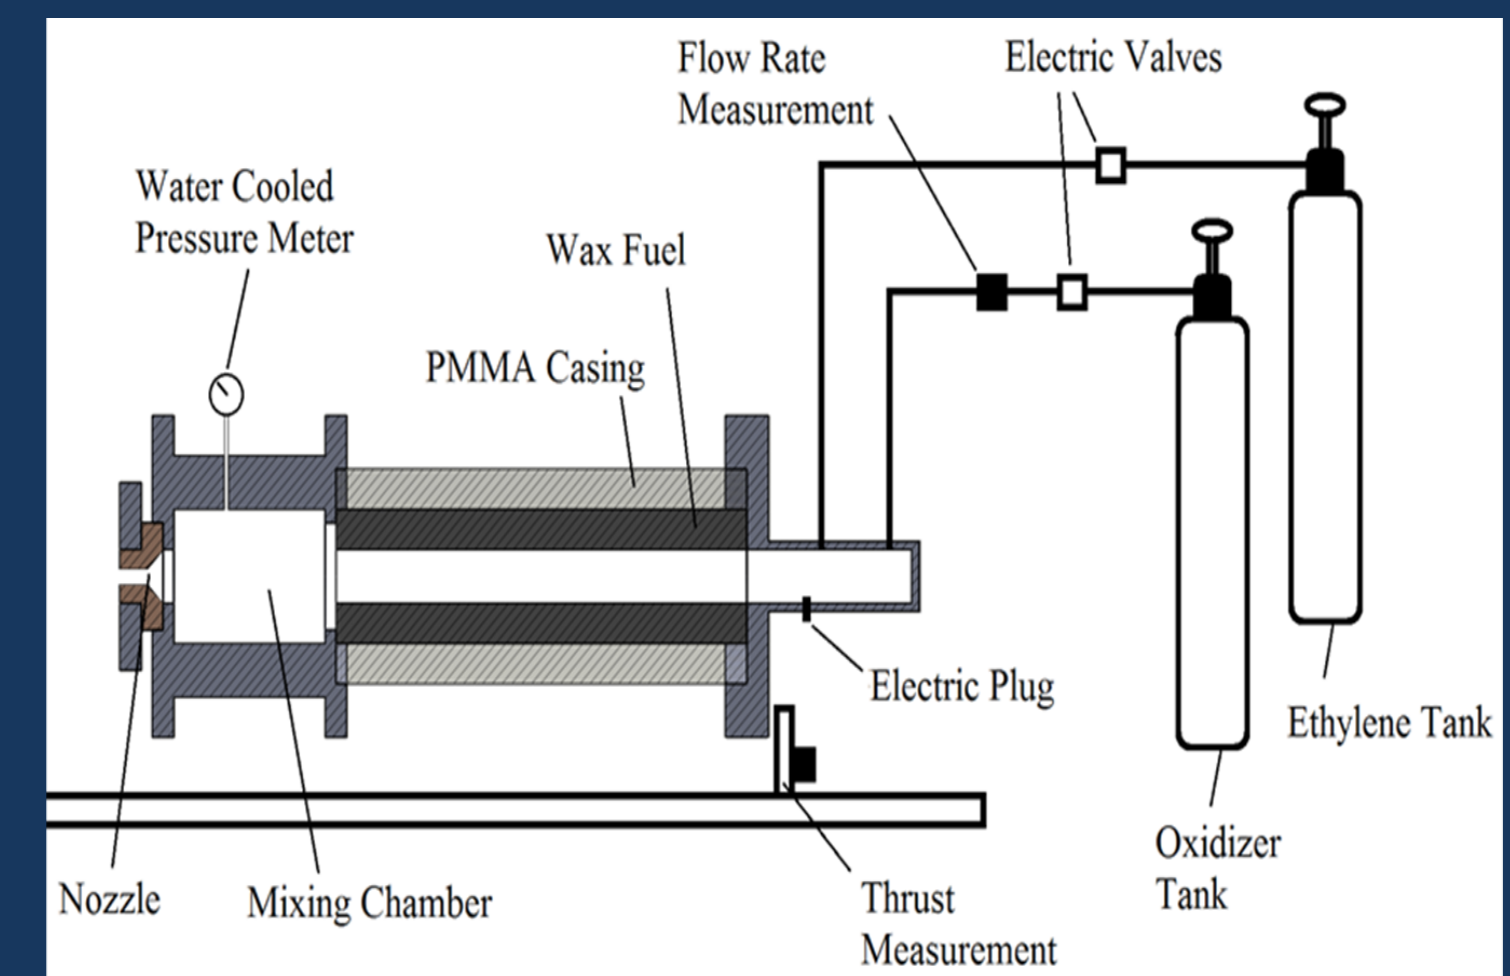 Flow Rate
Measurement
Electric Valves
Water Cooled
Pressure Meter
Wax Fuel
PMMA Casing
Electric Plug
Ethylene Tank
Oxidizer
Tank
Nozzle
Mixing Chamber
Thrust
Measurement